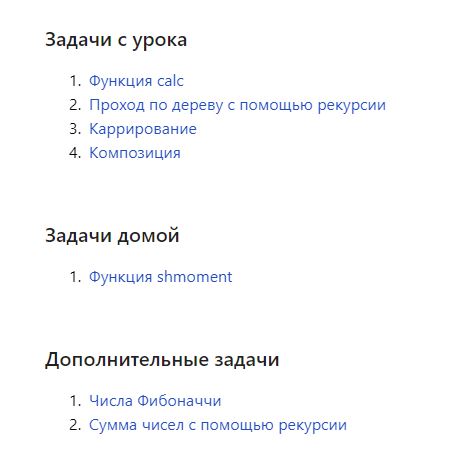 Задачи с урока
1. Функция calc
2. Проход по дереву с помощью рекурсии
3. Каррирование
4. Композиция
Задачи домой
1. Функция shmoment
Дополнительные задачи
1. Числа Фибоначчи
2. Сумма чисел с помощью рекурсии